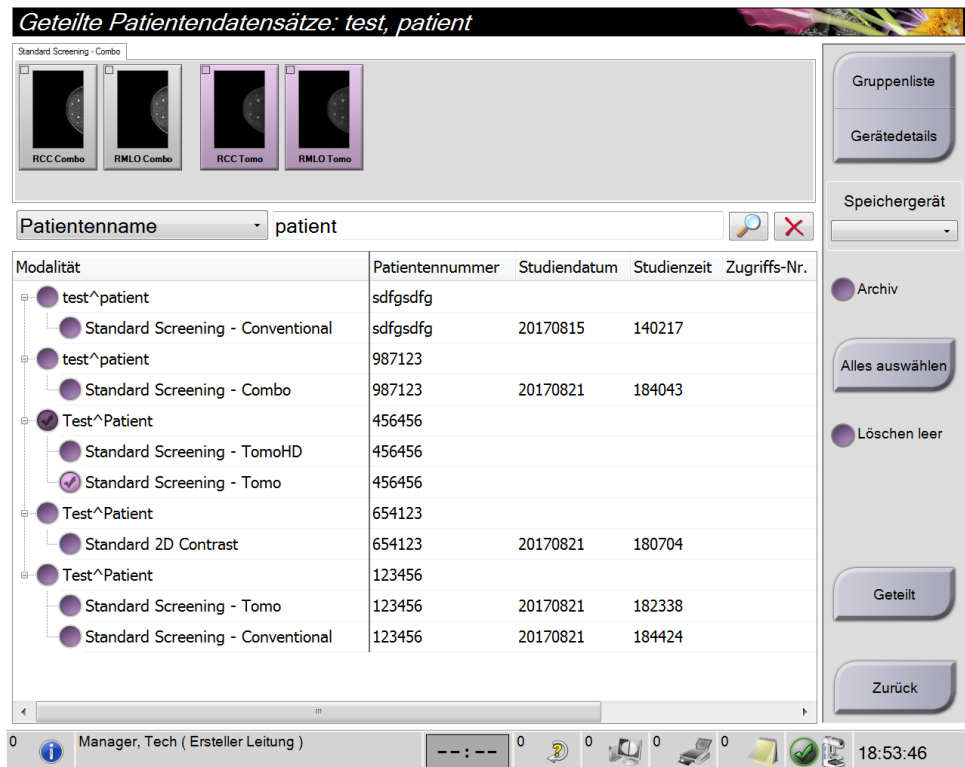 Geteilte Patientendatensätze: test, patient
Standard Screening - Combo
RCC Combo RMLO Combo RCC Tomo RMLO Tomo
Gruppenliste
Gerätedetails
Speichergerät
Patientenname patient
Modalität Patientennummer Studiendatum Studienzeit Zugriffs-Nr.
test^patient sdfgsdfg
Standard Screening - Conventional sdfgsdfg 20170815 140217
test^patient 987123
Standard Screening - Combo 987123 20170821 184043
Test^Patient 456456
Standard Screening - TomoHD 456456
Standard Screening - Tomo 456456
Test^Patient 654123
Standard 2D Contrast 654123 20170821 180704
Test^Patient 123456
Standard Screening - Tomo 123456 20170821 182338
Standard Screening - Conventional 123456 20170821 184424
Archiv
Alles auswählen
Löschen leer
Geteilt
Zurück
0 Manager, Tech ( Ersteller Leitung ) --:-- 0 0 0 0 18:53:46